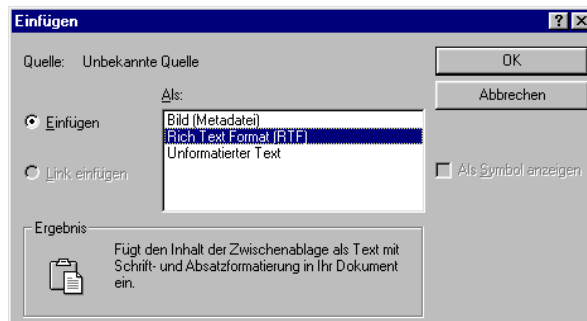 Einfügen
Quelle: Unbekannte Quelle
OK
Abbrechen
Als:
Einfügen
Bild (Metadatei)
Rich Text Format (RTF)
Unformatierter Text
Link einfügen
Als Symbol anzeigen
Ergebnis
Fügt den Inhalt der Zwischenablage als Text mit
Schrift- und Absatzformatierung in Ihr Dokument
ein.